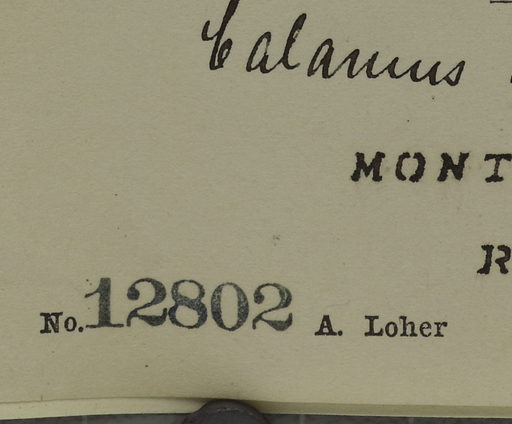 Calamus
MONT
R
No. 12802 A. Loher